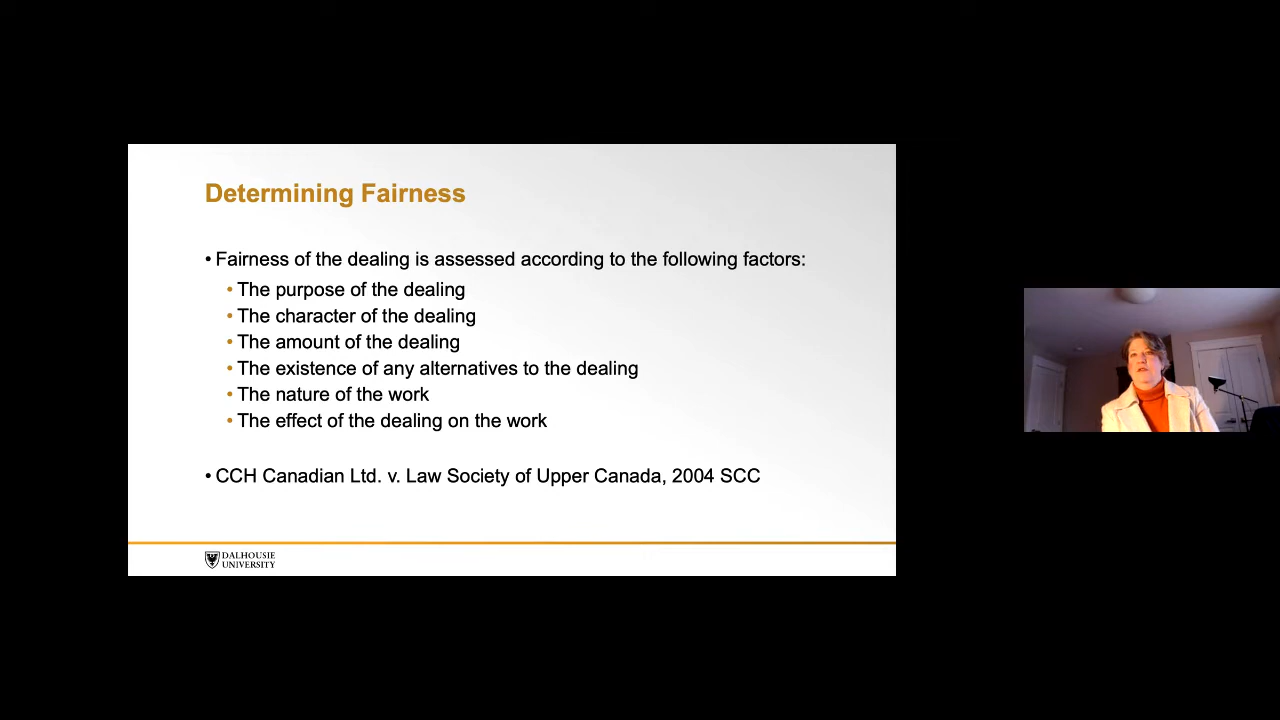 Determining Fairness
• Fairness of the dealing is assessed according to the following factors:
• The purpose of the dealing
• The character of the dealing
• The amount of the dealing
• The existence of any alternatives to the dealing
• The nature of the work
• The effect of the dealing on the work
• CCH Canadian Ltd. v. Law Society of Upper Canada, 2004 SCC
DALHOUSIE
UNIVERSITY